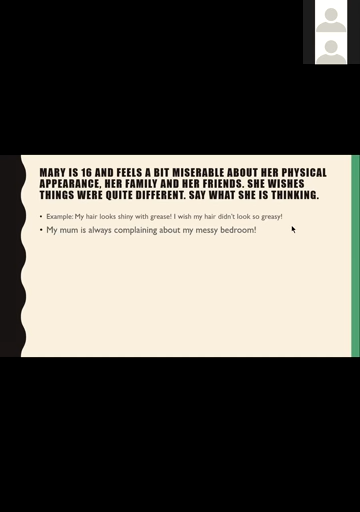 MARY IS 16 AND FEELS A BIT MISERABLE ABOUT HER PHYSICAL
APPEARANCE, HER FAMILY AND HER FRIENDS. SHE WISHES
THINGS WERE QUITE DIFFERENT. SAY WHAT SHE IS THINKING.
• Example: My hair looks shiny with grease! I wish my hair didn't look so greasy!
• My mum is always complaining about my messy bedroom!